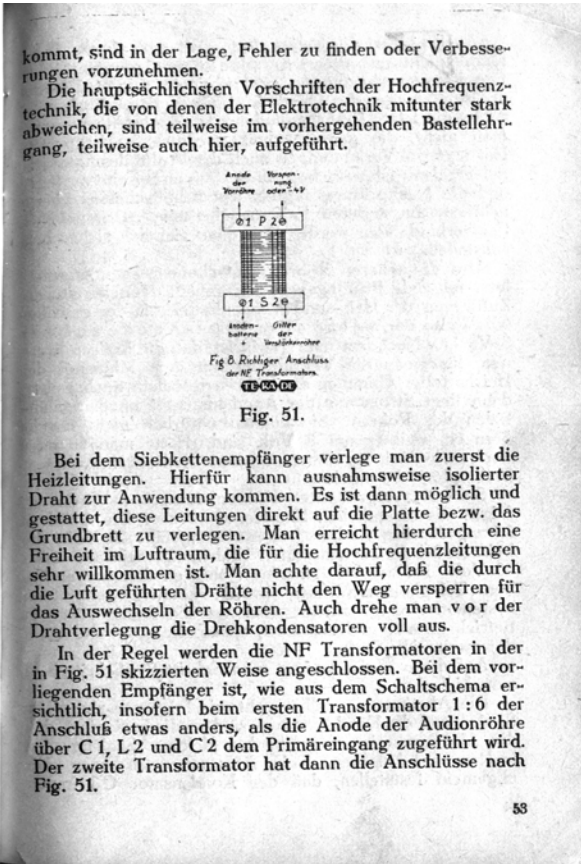 kommt, sind in der Lage, Fehler zu finden oder Verbesse-
rungen vorzunehmen.
Die hauptsächlichsten Vorschriften der Hochfrequenz-
technik, die von denen der Elektrotechnik mitunter stark
abweichen, sind teilweise im vorhergehenden Bastellehr-
gang, teilweise auch hier, aufgeführt.
Anode Vorspan-
der nung
Vorröhre oder -4V
Ø1 P 2Ø
Ø1 S 2Ø
Anoden- Gitter
batterie der
+ Verstärkerröhre
Fig 8. Richtiger Anschluss
der NF Transformators.
TE-KA-DE
Fig. 51.
Bei dem Siebkettenempfänger verlege man zuerst die
Heizleitungen. Hierfür kann ausnahmsweise isolierter
Draht zur Anwendung kommen. Es ist dann möglich und
gestattet, diese Leitungen direkt auf die Platte bezw. das
Grundbrett zu verlegen. Man erreicht hierdurch eine
Freiheit im Luftraum, die für die Hochfrequenzleitungen
sehr willkommen ist. Man achte darauf, daß die durch
die Luft geführten Drähte nicht den Weg versperren für
das Auswechseln der Röhren. Auch drehe man v o r der
Drahtverlegung die Drehkondensatoren voll aus.
In der Regel werden die NF Transformatoren in der
in Fig. 51 skizzierten Weise angeschlossen. Bei dem vor-
liegenden Empfänger ist, wie aus dem Schaltschema er-
sichtlich, insofern beim ersten Transformator 1 : 6 der
Anschluß etwas anders, als die Anode der Audionröhre
über C 1, L 2 und C 2 dem Primäreingang zugeführt wird.
Der zweite Transformator hat dann die Anschlüsse nach
Fig. 51.
53